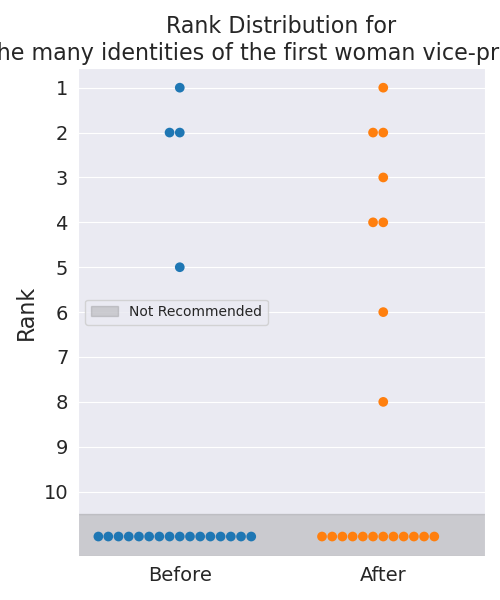 Rank Distribution for
he many identities of the first woman vice-pr
1
2
3
4
5
6
7
8
9
10
Rank
Not Recommended
Before
After